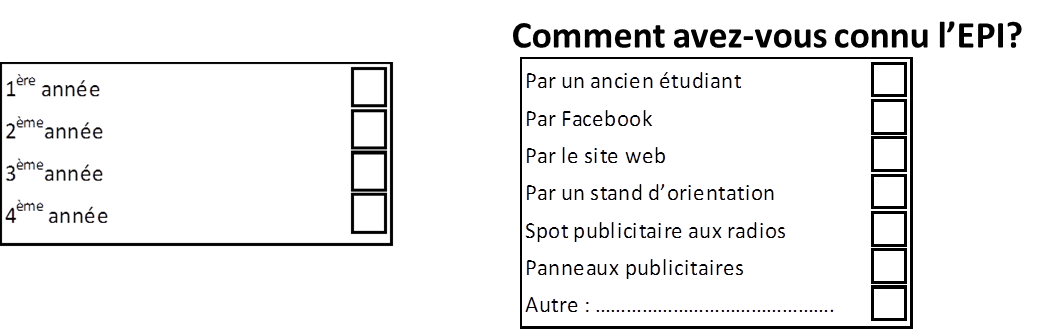 1ère année
2ème année
3ème année
4ème année
Comment avez-vous connu l’EPI?
Par un ancien étudiant
Par Facebook
Par le site web
Par un stand d’orientation
Spot publicitaire aux radios
Panneaux publicitaires
Autre : ................................................